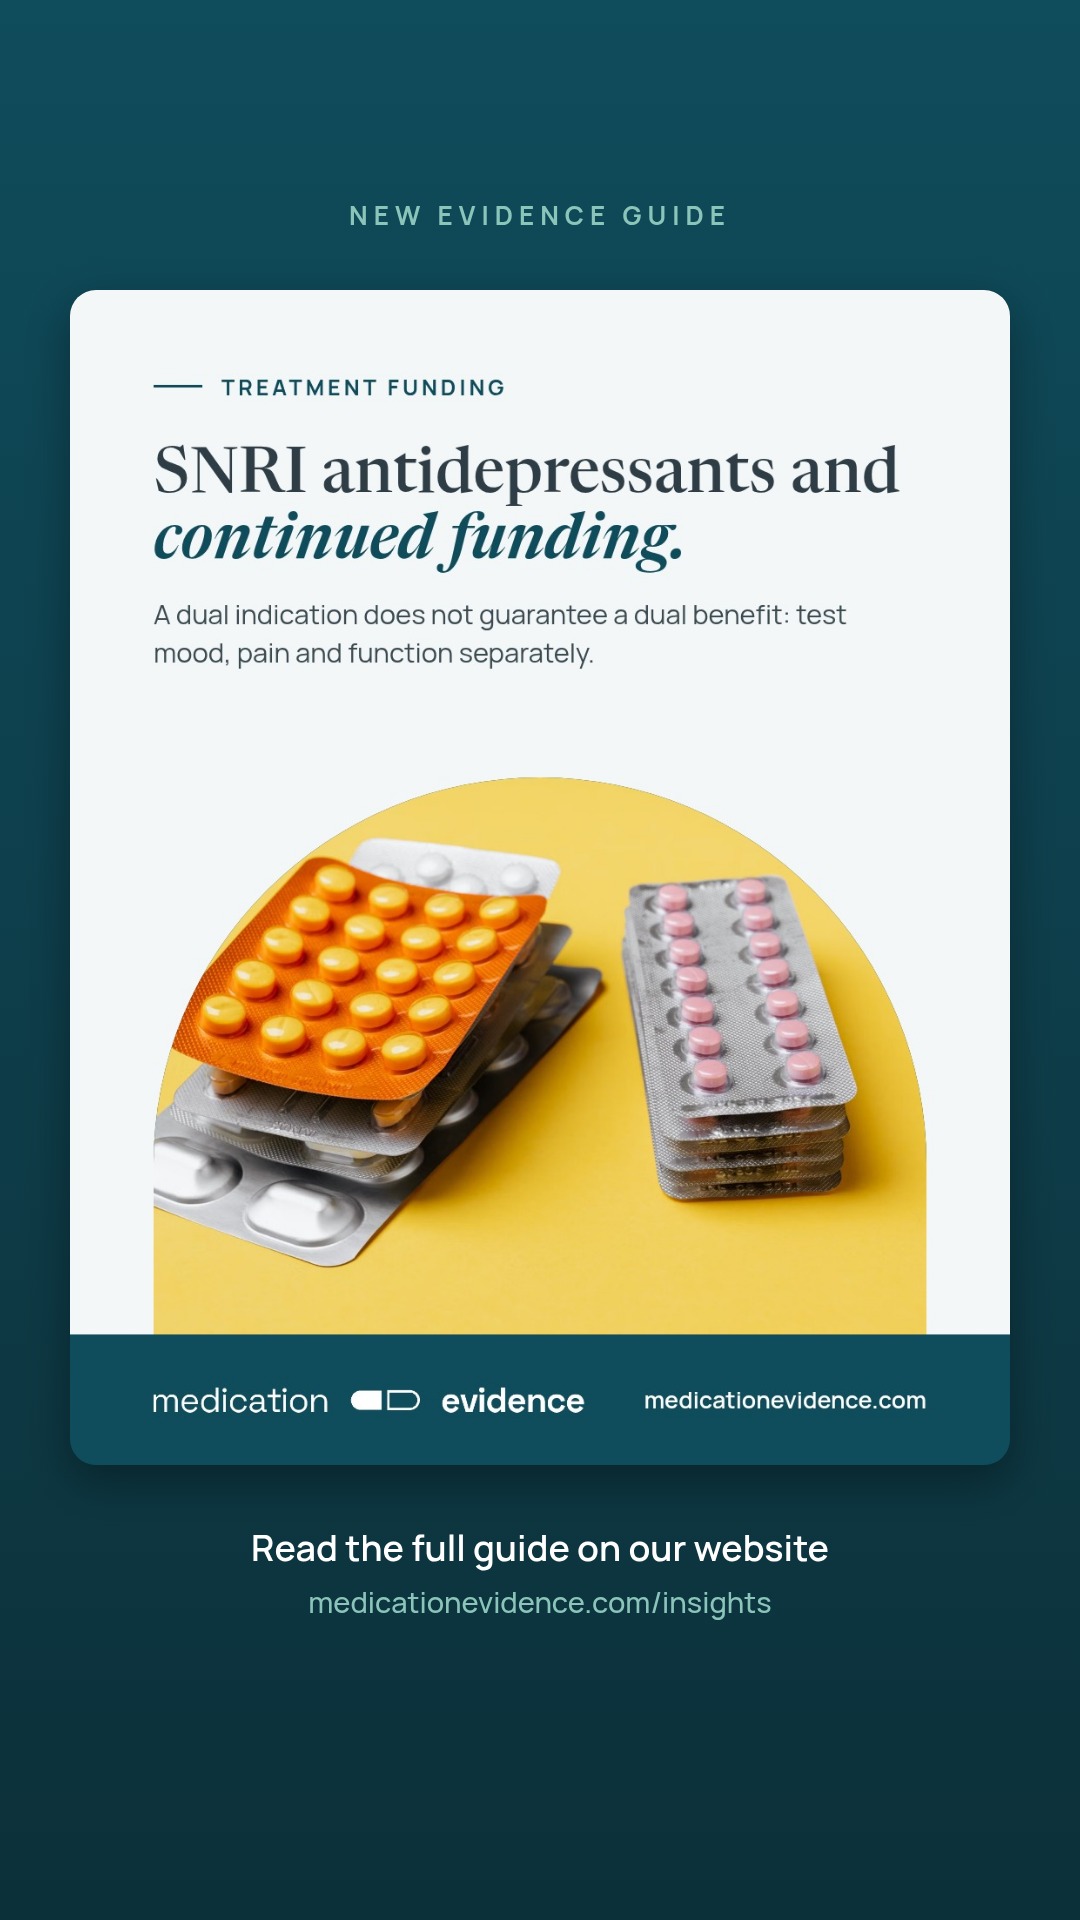 NEW EVIDENCE GUIDE
TREATMENT FUNDING
SNRI antidepressants and
continued funding.
A dual indication does not guarantee a dual benefit: test
mood, pain and function separately.
medication evidence
medicationevidence.com
Read the full guide on our website
medicationevidence.com/insights